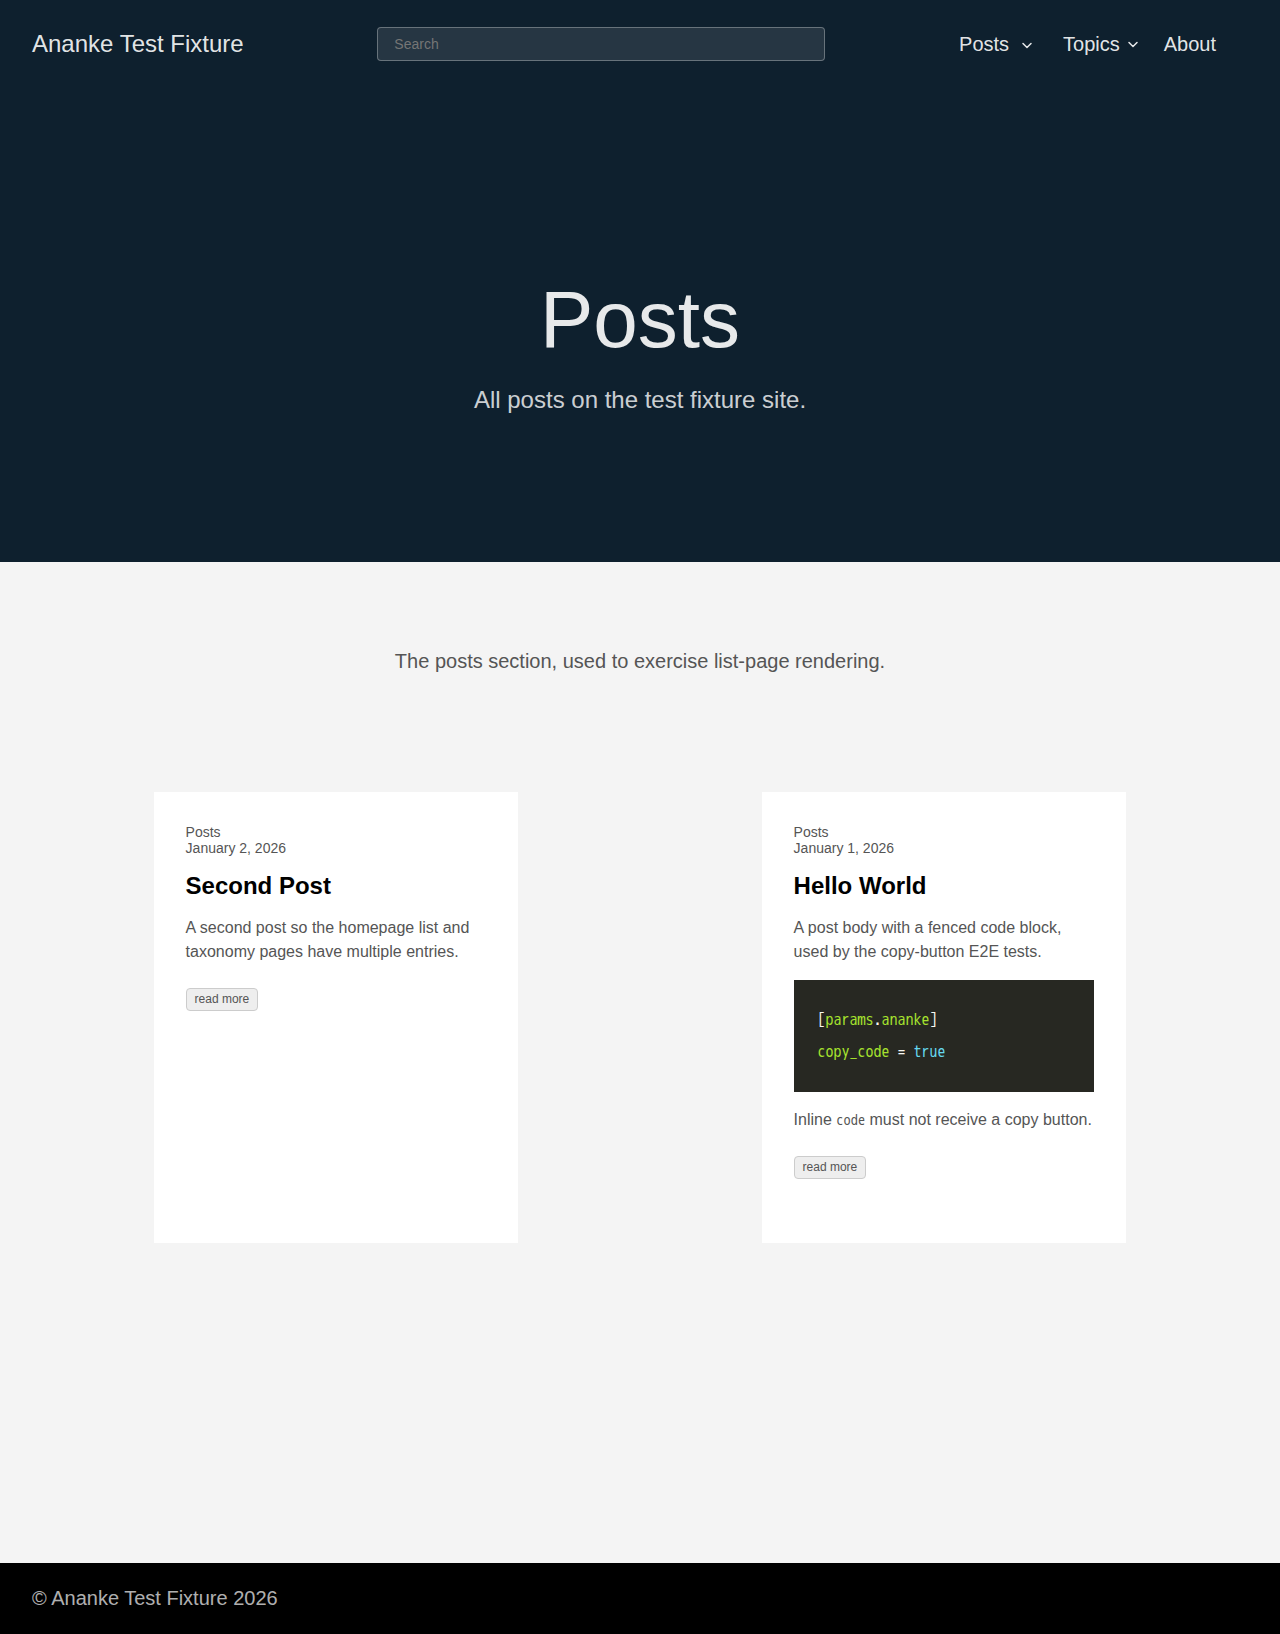 Ananke Test Fixture
Search
Posts
Topics
About
Posts
All posts on the test fixture site.
The posts section, used to exercise list-page rendering.
Posts
January 2, 2026
Second Post
A second post so the homepage list and
taxonomy pages have multiple entries.
read more
Posts
January 1, 2026
Hello World
A post body with a fenced code block,
used by the copy-button E2E tests.
[params.ananke]
copy_code = true
Inline code must not receive a copy button.
read more
© Ananke Test Fixture 2026